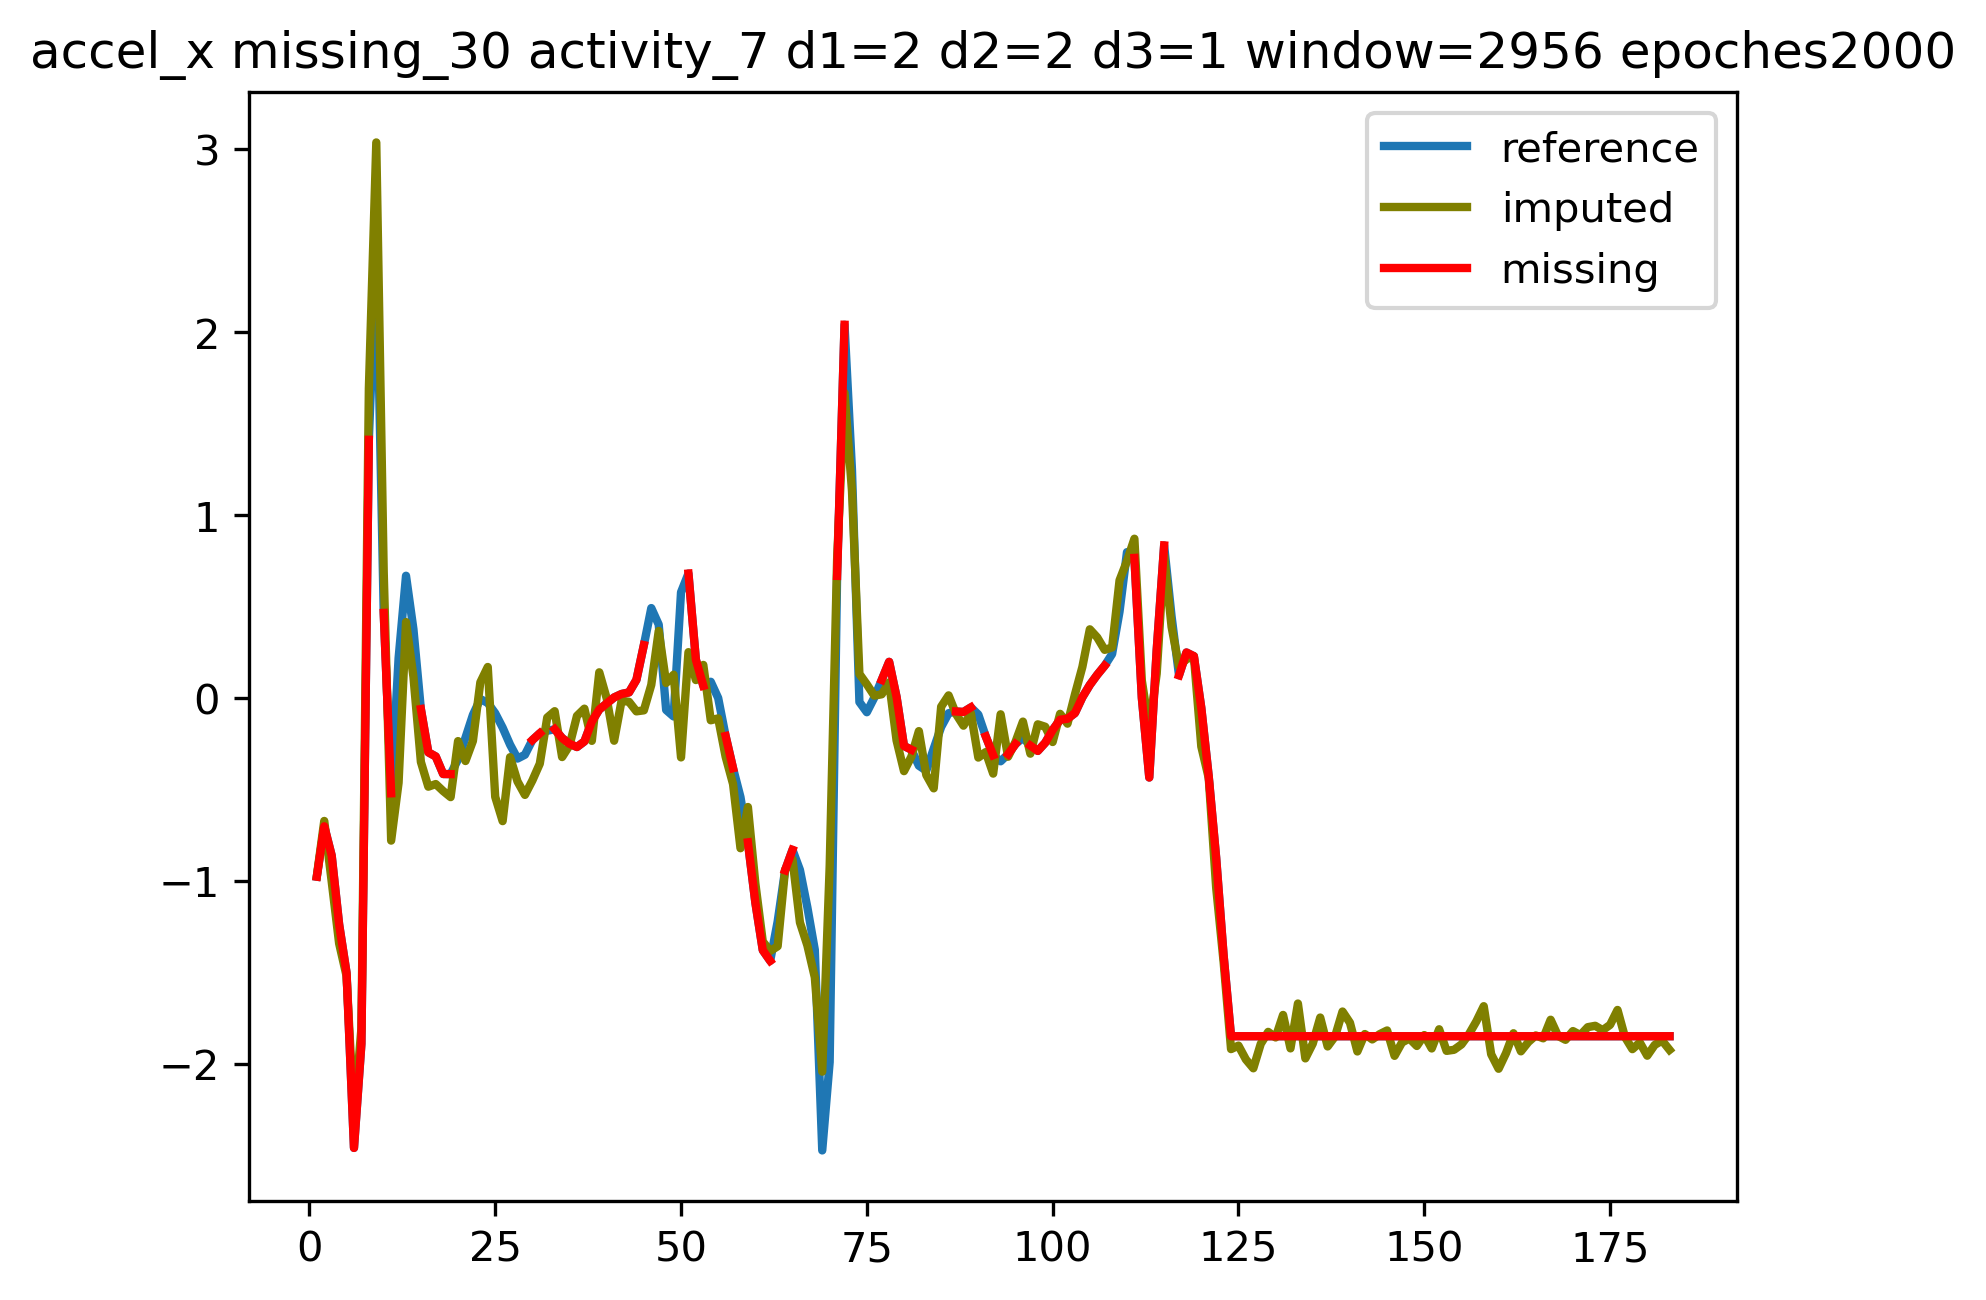 accel_x missing_30 activity_7 d1=2 d2=2 d3=1 window=2956 epoches2000
reference
imputed
missing
3
2
1
0
−1
−2
0 25 50 75 100 125 150 175